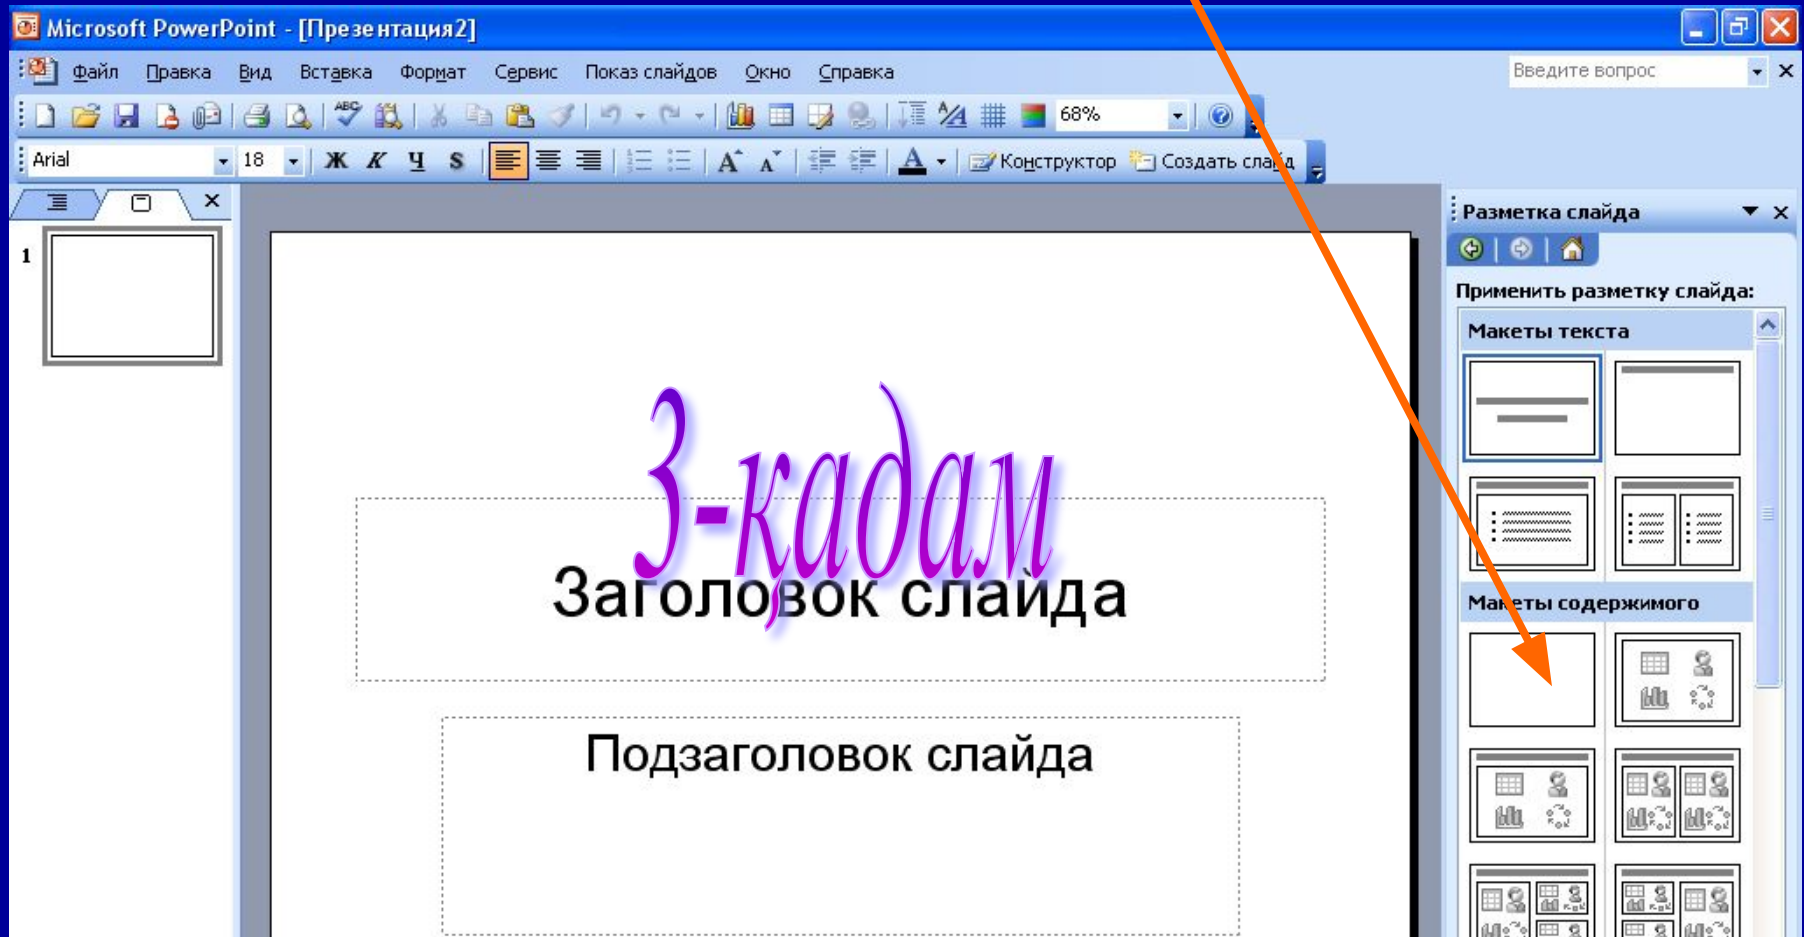 Microsoft PowerPoint - [Презентация2]
Файл Правка Вид Вставка Формат Сервис Показ слайдов Окно Справка Введите вопрос
ABC 68%
Arial 18 Ж К Ч S A A A Конструктор Создать слайд
Разметка слайда
1
Применить разметку слайда:
Макеты текста
3-қадам
Заголовок слайда
Макеты содержимого
Подзаголовок слайда